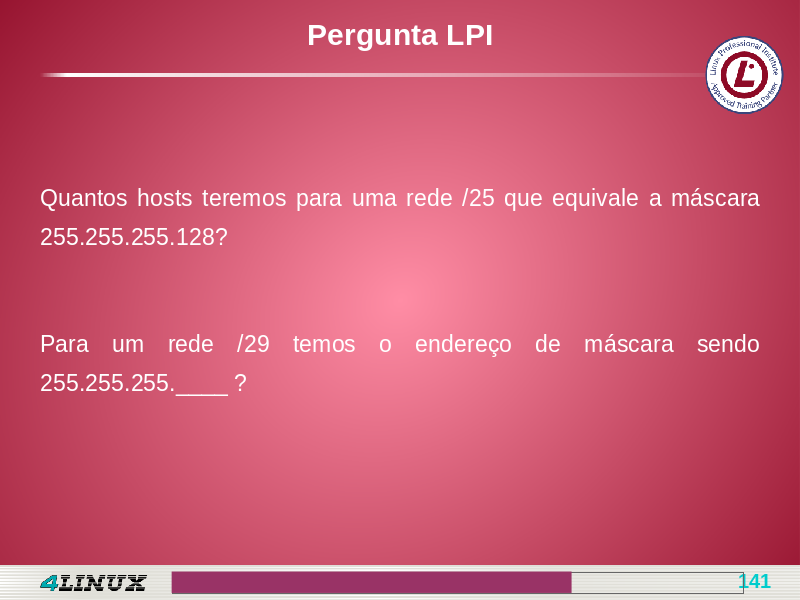 Pergunta LPI
Linux Professional Institute
Approved Training Partner
Quantos hosts teremos para uma rede /25 que equivale a máscara
255.255.255.128?
Para um rede /29 temos o endereço de máscara sendo
255.255.255.____ ?
4LINUX
141